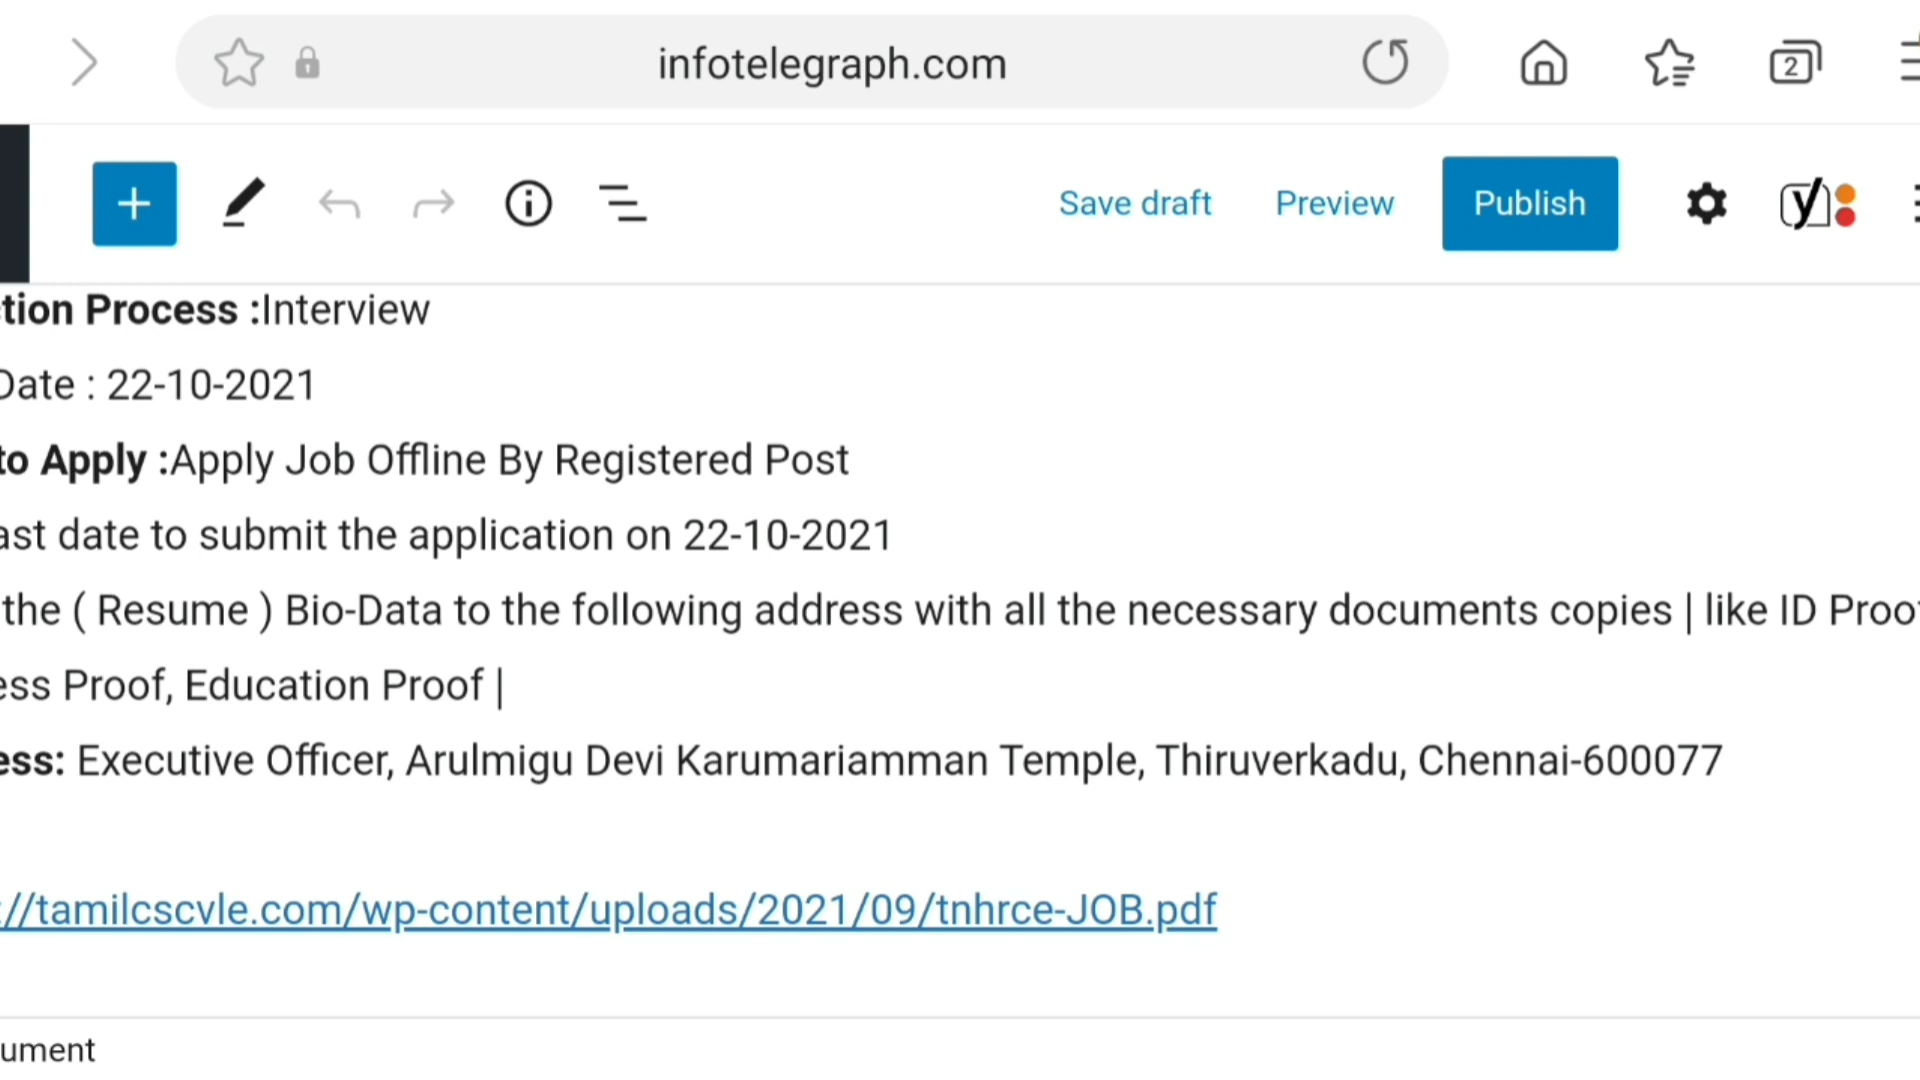 infotelegraph.com
2
Save draft
Preview
Publish
tion Process :Interview
Date : 22-10-2021
to Apply :Apply Job Offline By Registered Post
ast date to submit the application on 22-10-2021
the ( Resume ) Bio-Data to the following address with all the necessary documents copies | like ID Proof
ess Proof, Education Proof |
ess: Executive Officer, Arulmigu Devi Karumariamman Temple, Thiruverkadu, Chennai-600077
://tamilcscvle.com/wp-content/uploads/2021/09/tnhrce-JOB.pdf
ument